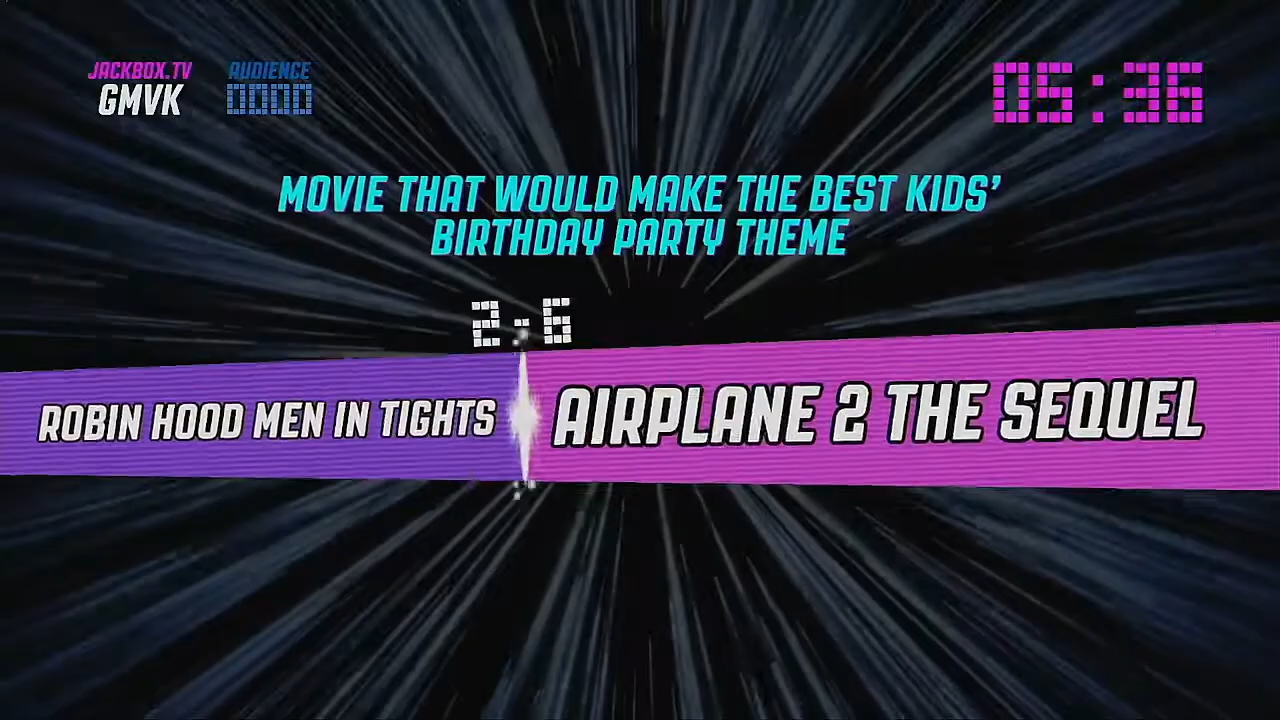 JACKBOX.TV
GMVK
AUDIENCE
0000
05:36
MOVIE THAT WOULD MAKE THE BEST KIDS'
BIRTHDAY PARTY THEME
2-6
ROBIN HOOD MEN IN TIGHTS
AIRPLANE 2 THE SEQUEL